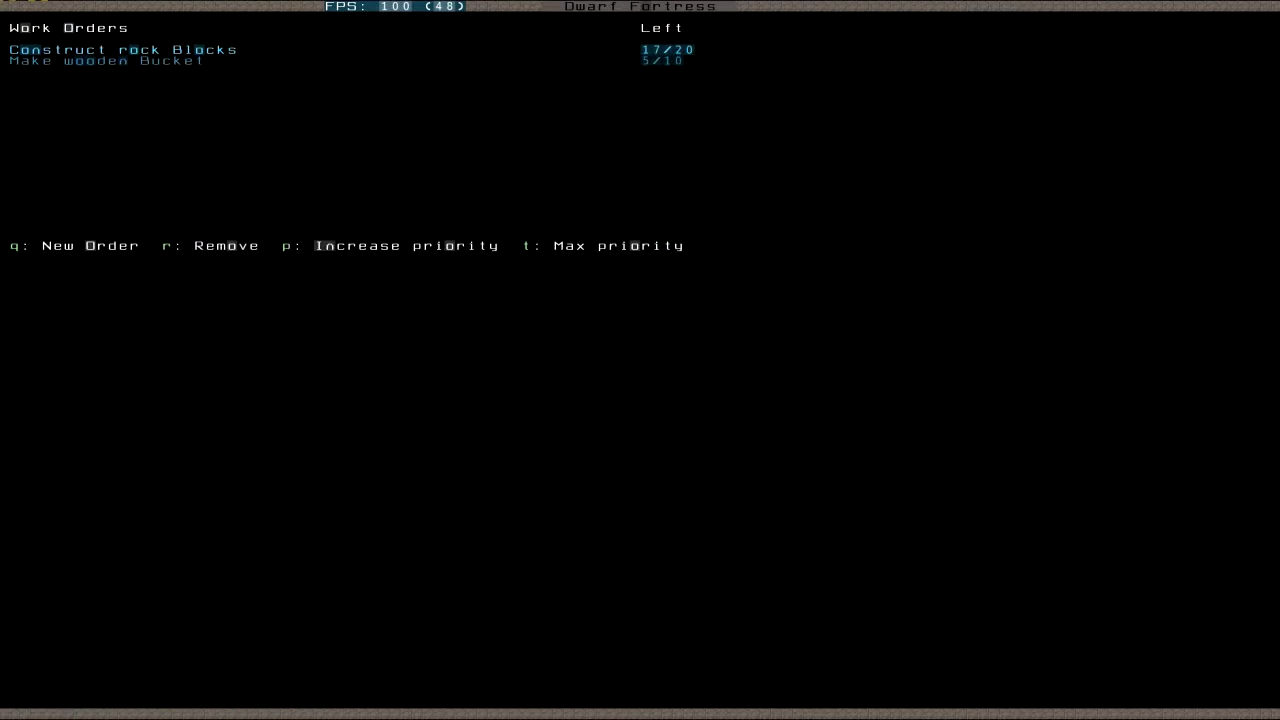 FPS: 100 (48) Dwarf Fortress
Work Orders Left
Construct rock Blocks 17/20
Make wooden Bucket 5/10
q: New Order r: Remove p: Increase priority t: Max priority